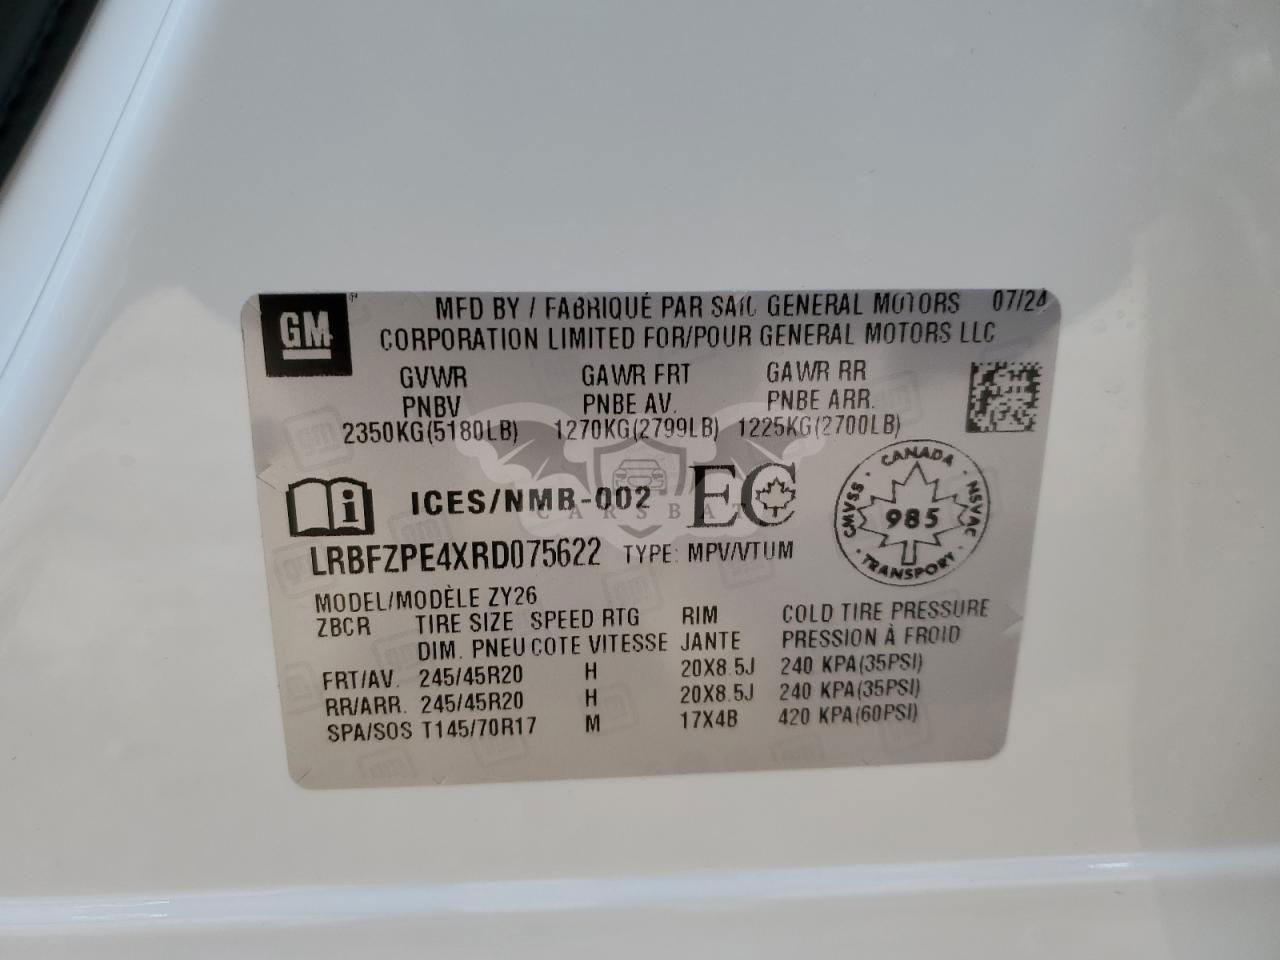 GM
MFD BY / FABRIQUÉ PAR SAIC GENERAL MOTORS 07/24
CORPORATION LIMITED FOR/POUR GENERAL MOTORS LLC
GVWR GAWR FRT GAWR RR
PNBV PNBE AV. PNBE ARR.
2350KG(5180LB) 1270KG(2799LB) 1225KG(2700LB)
ICES/NMB-002 EC
CARSBAT
CANADA
CMVSS 985 NSVAC
TRANSPORT
LRBFZPE4XRD075622 TYPE: MPV/VTUM
MODEL/MODÈLE ZY26
ZBCR TIRE SIZE SPEED RTG RIM COLD TIRE PRESSURE
DIM. PNEU COTE VITESSE JANTE PRESSION À FROID
FRT/AV. 245/45R20 H 20X8.5J 240 KPA(35PSI)
RR/ARR. 245/45R20 H 20X8.5J 240 KPA(35PSI)
SPA/SOS T145/70R17 M 17X4B 420 KPA(60PSI)